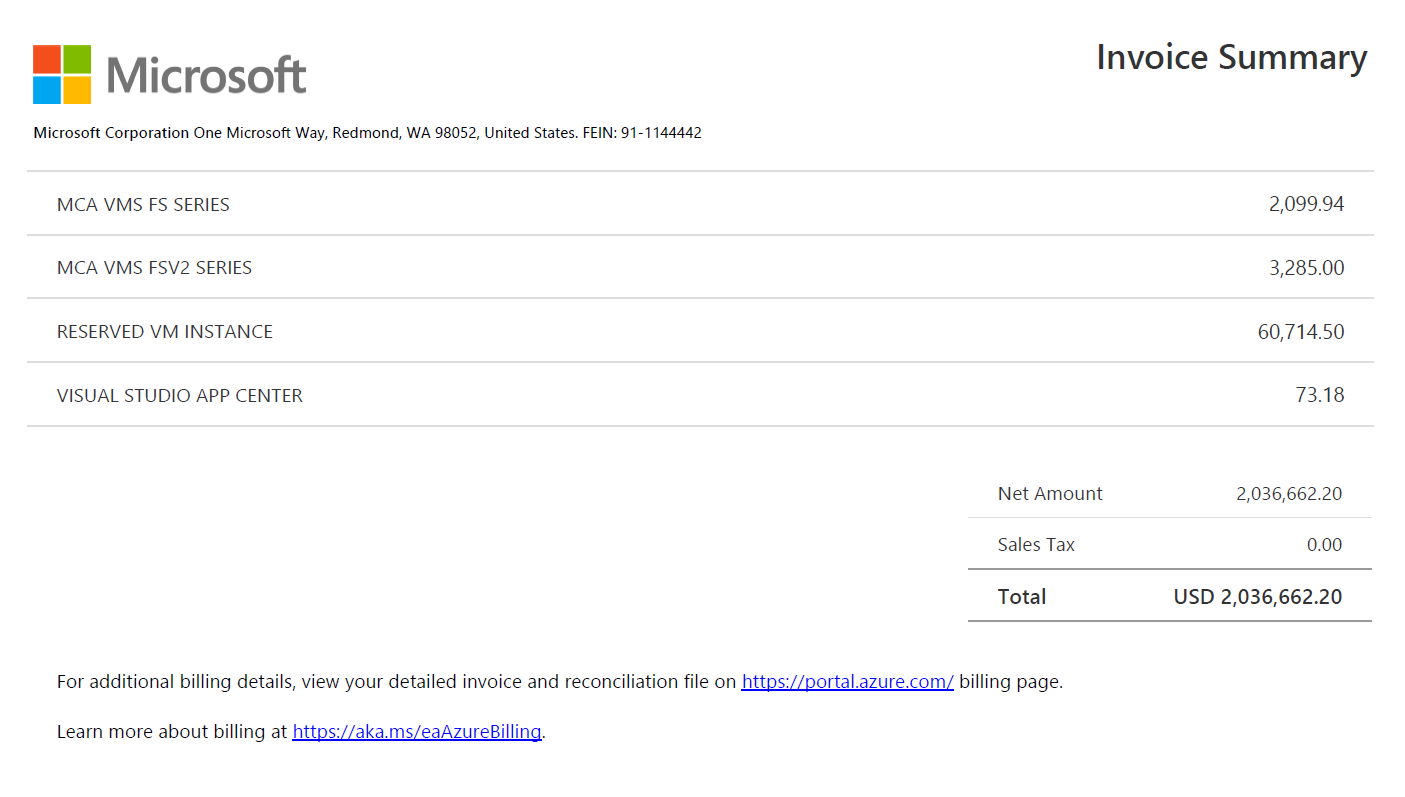 Microsoft
Invoice Summary
Microsoft Corporation One Microsoft Way, Redmond, WA 98052, United States. FEIN: 91-1144442
MCA VMS FS SERIES 2,099.94
MCA VMS FSV2 SERIES 3,285.00
RESERVED VM INSTANCE 60,714.50
VISUAL STUDIO APP CENTER 73.18
Net Amount 2,036,662.20
Sales Tax 0.00
Total USD 2,036,662.20
For additional billing details, view your detailed invoice and reconciliation file on https://portal.azure.com/ billing page.
Learn more about billing at https://aka.ms/eaAzureBilling.